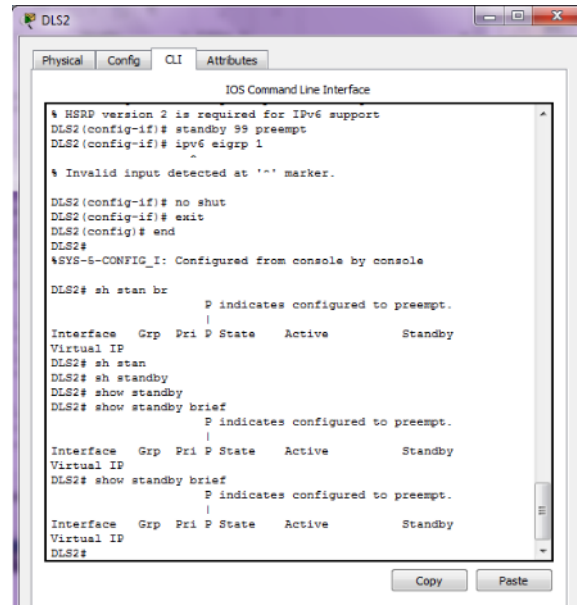 DLS2
Physical Config CLI Attributes
IOS Command Line Interface
% HSRP version 2 is required for IPv6 support
DLS2(config-if)# standby 99 preempt
DLS2(config-if)# ipv6 eigrp 1
^
% Invalid input detected at '^' marker.
DLS2(config-if)# no shut
DLS2(config-if)# exit
DLS2(config)# end
DLS2#
%SYS-5-CONFIG_I: Configured from console by console
DLS2# sh stan br
P indicates configured to preempt.
|
Interface Grp Pri P State Active Standby
Virtual IP
DLS2# sh stan
DLS2# sh standby
DLS2# show standby
DLS2# show standby brief
P indicates configured to preempt.
|
Interface Grp Pri P State Active Standby
Virtual IP
DLS2# show standby brief
P indicates configured to preempt.
|
Interface Grp Pri P State Active Standby
Virtual IP
DLS2#
Copy Paste